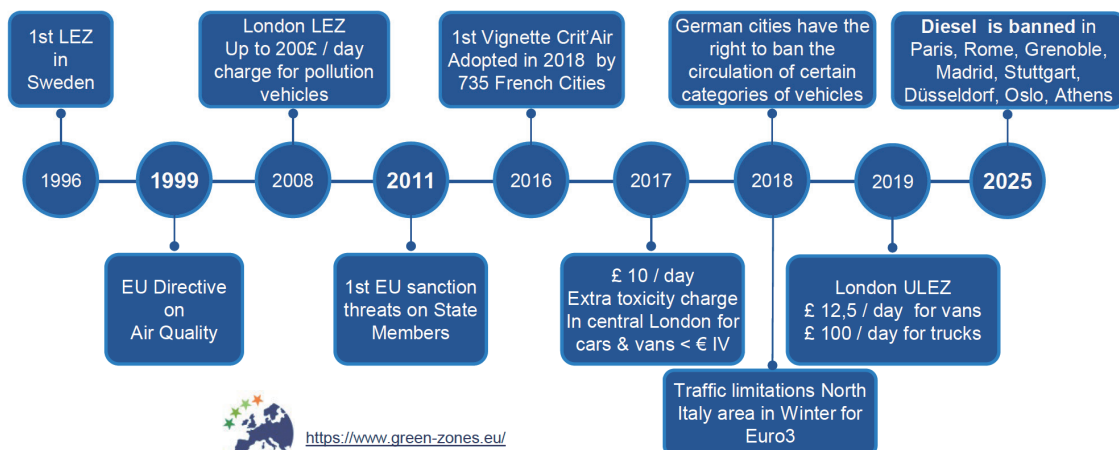 1st LEZ
in
Sweden
London LEZ
Up to 200£ / day
charge for pollution
vehicles
1st Vignette Crit'Air
Adopted in 2018 by
735 French Cities
German cities have the
right to ban the
circulation of certain
categories of vehicles
Diesel is banned in
Paris, Rome, Grenoble,
Madrid, Stuttgart,
Düsseldorf, Oslo, Athens
1996
1999
2008
2011
2016
2017
2018
2019
2025
EU Directive
on
Air Quality
1st EU sanction
threats on State
Members
£ 10 / day
Extra toxicity charge
In central London for
cars & vans < € IV
London ULEZ
£ 12,5 / day for vans
£ 100 / day for trucks
Traffic limitations North
Italy area in Winter for
Euro3
https://www.green-zones.eu/